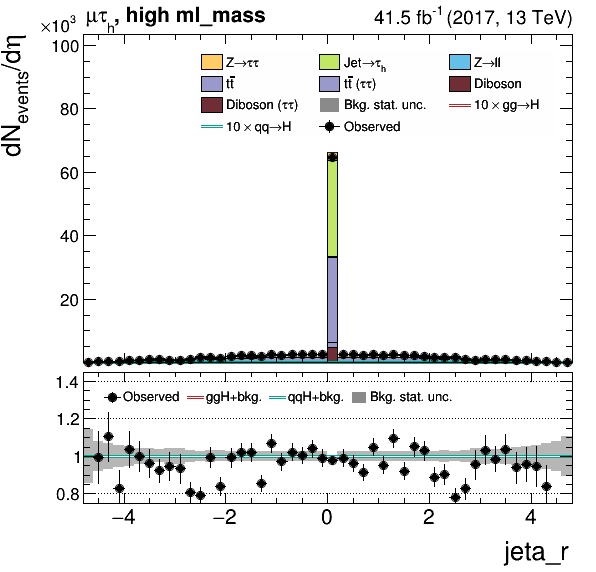 ×10³ μτh, high ml_mass 41.5 fb⁻¹ (2017, 13 TeV)
dNevents/dη
Z→ττ Jet→τh Z→ll
tt̄ tt̄ (ττ) Diboson
Diboson (ττ) Bkg. stat. unc. 10 × gg→H
10 × qq→H Observed
100
80
60
40
20
Observed ggH+bkg. qqH+bkg. Bkg. stat. unc.
1.4
1.2
1
0.8
−4 −2 0 2 4
jeta_r